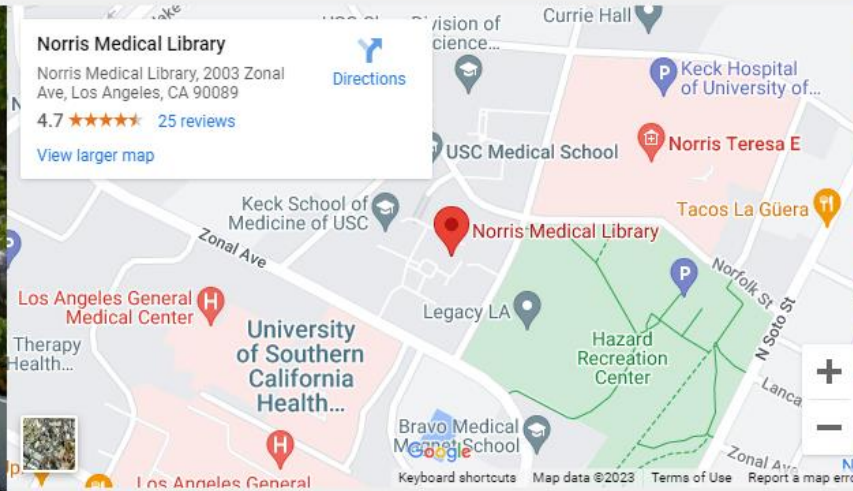 Norris Medical Library
Norris Medical Library, 2003 Zonal
Ave, Los Angeles, CA 90089
4.7
25 reviews
View larger map
Directions
Division of
Currie Hall
P
Keck Hospital
of University of...
Norris Teresa E
USC Medical School
Tacos La Güera
Keck School of
Medicine of USC
Norris Medical Library
Zonal Ave
P
Norfolk St
Los Angeles General
Medical Center
H
Legacy LA
N Soto St
University
of Southern
California
Health...
Therapy
Health...
Hazard
Recreation
Center
+
−
Bravo Medical
Magnet School
H
Google
Los Angeles General
Zonal Av
Keyboard shortcuts
Map data ©2023
Terms of Use
Report a map erro